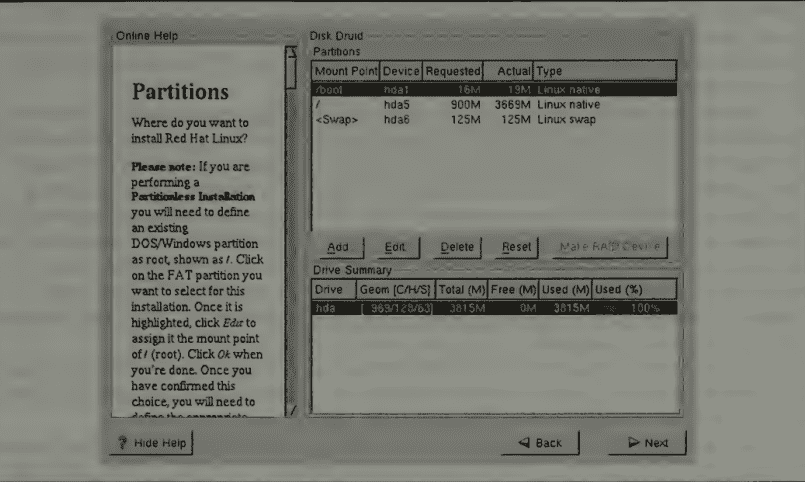 Online Help
Partitions
Where do you want to
install Red Hat Linux?
Please note: If you are
performing a
Partitionless Installation
you will need to define
an existing
DOS/Windows partition
as root, shown as /. Click
on the FAT partition you
want to select for this
installation. Once it is
highlighted, click Edit to
assign it the mount point
of / (root). Click Ok when
you're done. Once you
have confirmed this
choice, you will need to
define the appropriate
Disk Druid
Partitions
Mount Point Device Requested Actual Type
/boot hda1 16M 19M Linux native
/ hda5 900M 3669M Linux native
<Swap> hda6 125M 125M Linux swap
Add Edit Delete Reset Make RAID Device
Drive Summary
Drive Geom [C/H/S] Total (M) Free (M) Used (M) Used (%)
hda [ 969/128/63] 3815M 0M 3815M 100%
? Hide Help Back Next